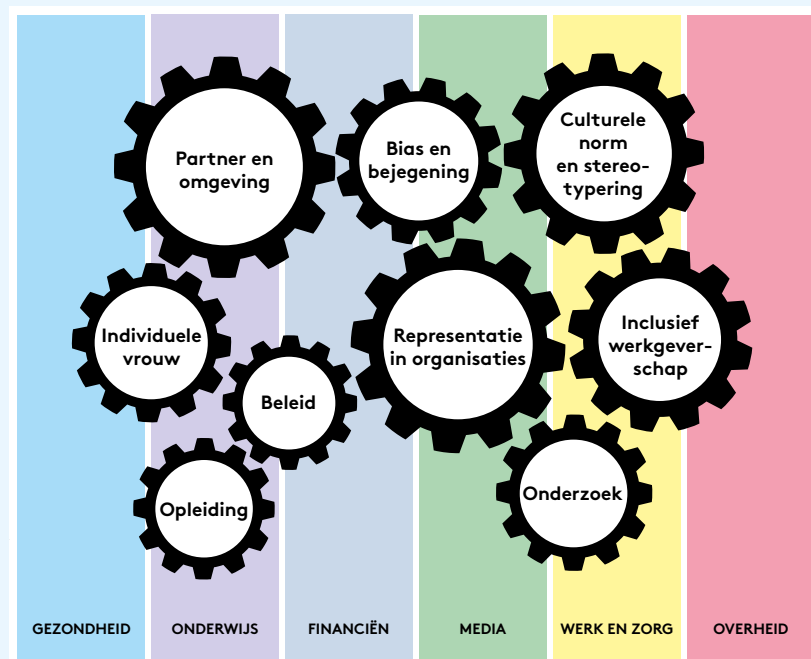 Partner en
omgeving
Bias en
bejegening
Culturele
norm
en stereo-
typering
Individuele
vrouw
Beleid
Representatie
in organisaties
Inclusief
werkgever-
schap
Opleiding
Onderzoek
GEZONDHEID
ONDERWIJS
FINANCIËN
MEDIA
WERK EN ZORG
OVERHEID